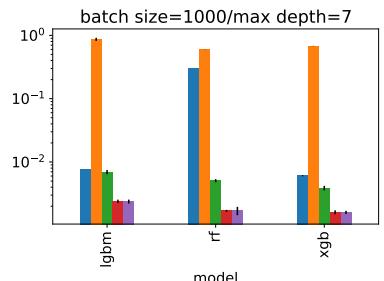 batch size=1000/max depth=7
10⁰
10⁻¹
10⁻²
lgbm
rf
xgb
model